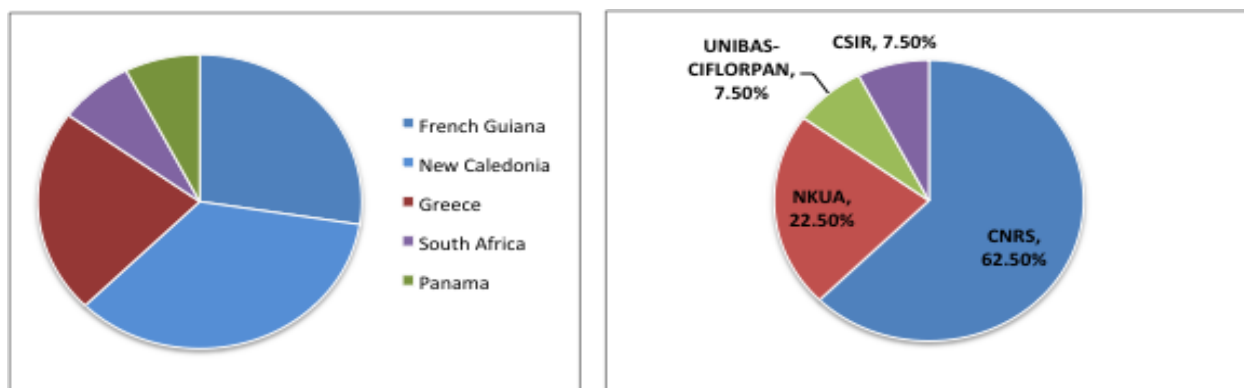 French Guiana
New Caledonia
Greece
South Africa
Panama
UNIBAS-
CIFLORPAN,
7.50%
CSIR, 7.50%
NKUA,
22.50%
CNRS,
62.50%